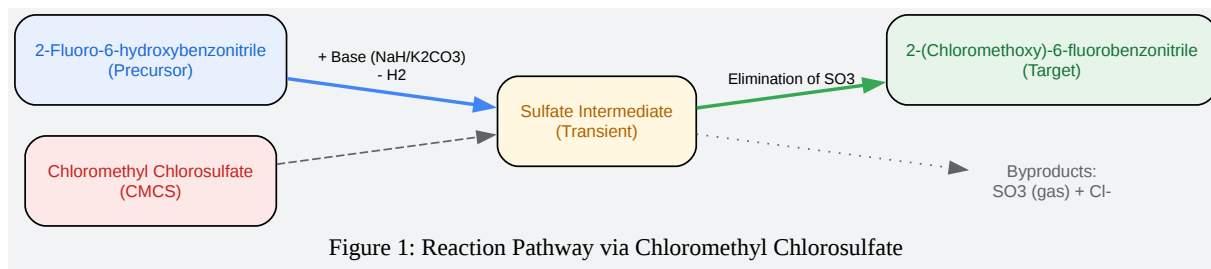 2-Fluoro-6-hydroxybenzonitrile
(Precursor)
+ Base (NaH/K2CO3)
- H2
Chloromethyl Chlorosulfate
(CMCS)
Sulfate Intermediate
(Transient)
Elimination of SO3
2-(Chloromethoxy)-6-fluorobenzonitrile
(Target)
Byproducts:
SO3 (gas) + Cl-
Figure 1: Reaction Pathway via Chloromethyl Chlorosulfate